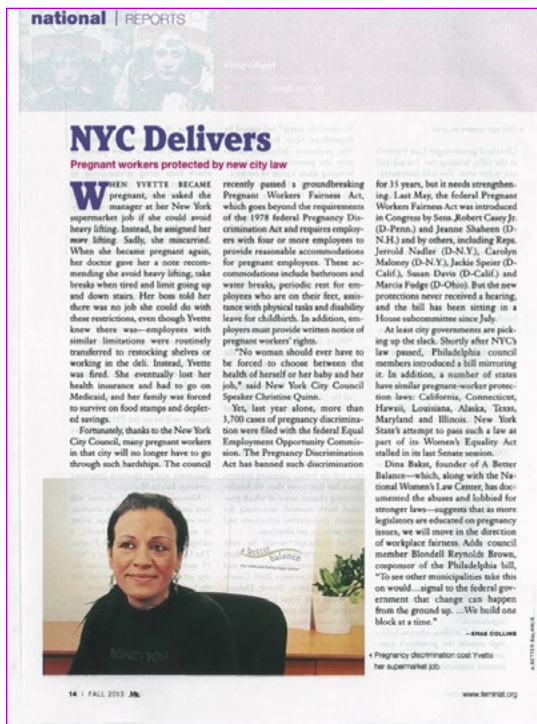 national | REPORTS
NYC Delivers
Pregnant workers protected by new city law
WHEN YVETTE BECAME
pregnant, she asked the
manager at her New York
supermarket job if she could avoid
heavy lifting. Instead, he assigned her
more lifting. Sadly, she miscarried.
When she became pregnant again,
her doctor gave her a note recom-
mending she avoid heavy lifting, take
breaks when tired and limit going up
and down stairs. Her boss told her
there was no job she could do with
these restrictions, even though Yvette
knew there was—employees with
similar limitations were routinely
transferred to restocking shelves or
working in the deli. Instead, Yvette
was fired. She eventually lost her
health insurance and had to go on
Medicaid, and her family was forced
to survive on food stamps and deplet-
ed savings.
Fortunately, thanks to the New York
City Council, many pregnant workers
in that city will no longer have to go
through such hardships. The council
recently passed a groundbreaking
Pregnant Workers Fairness Act,
which goes beyond the requirements
of the 1978 federal Pregnancy Dis-
crimination Act and requires employ-
ers with four or more employees to
provide reasonable accommodations
for pregnant employees. These ac-
commodations include bathroom and
water breaks, periodic rest for em-
ployees who are on their feet, assis-
tance with physical tasks and disability
leave for childbirth. In addition, em-
ployers must provide written notice of
pregnant workers' rights.
"No woman should ever have to
be forced to choose between the
health of herself or her baby and her
job," said New York City Council
Speaker Christine Quinn.
Yet, last year alone, more than
3,700 cases of pregnancy discrimina-
tion were filed with the federal Equal
Employment Opportunity Commis-
sion. The Pregnancy Discrimination
Act has banned such discrimination
for 35 years, but it needs strengthen-
ing. Last May, the federal Pregnant
Workers Fairness Act was introduced
in Congress by Sens. Robert Casey Jr.
(D-Penn.) and Jeanne Shaheen (D-
N.H.) and by others, including Reps.
Jerrold Nadler (D-N.Y.), Carolyn
Maloney (D-N.Y.), Jackie Speier (D-
Calif.), Susan Davis (D-Calif.) and
Marcia Fudge (D-Ohio). But the new
protections never received a hearing,
and the bill has been sitting in a
House subcommittee since July.
At least city governments are pick-
ing up the slack. Shortly after NYC's
law passed, Philadelphia council
members introduced a bill mirroring
it. In addition, a number of states
have similar pregnant-worker protec-
tion laws: California, Connecticut,
Hawaii, Louisiana, Alaska, Texas,
Maryland and Illinois. New York
State's attempt to pass such a law as
part of its Women's Equality Act
stalled in its last Senate session.
Dina Bakst, founder of A Better
Balance—which, along with the Na-
tional Women's Law Center, has doc-
umented the abuses and lobbied for
stronger laws—suggests that as more
legislators are educated on pregnancy
issues, we will move in the direction
of workplace fairness. Adds council
member Blondell Reynolds Brown,
cosponsor of the Philadelphia bill,
"To see other municipalities take this
on would…signal to the federal gov-
ernment that change can happen
from the ground up. …We build one
block at a time."
—SHAE COLLINS
a better
balance
BENETTON
Pregnancy discrimination cost Yvette
her supermarket job.
A BETTER BALANCE
14 | FALL 2013 Ms.
www.feminist.org